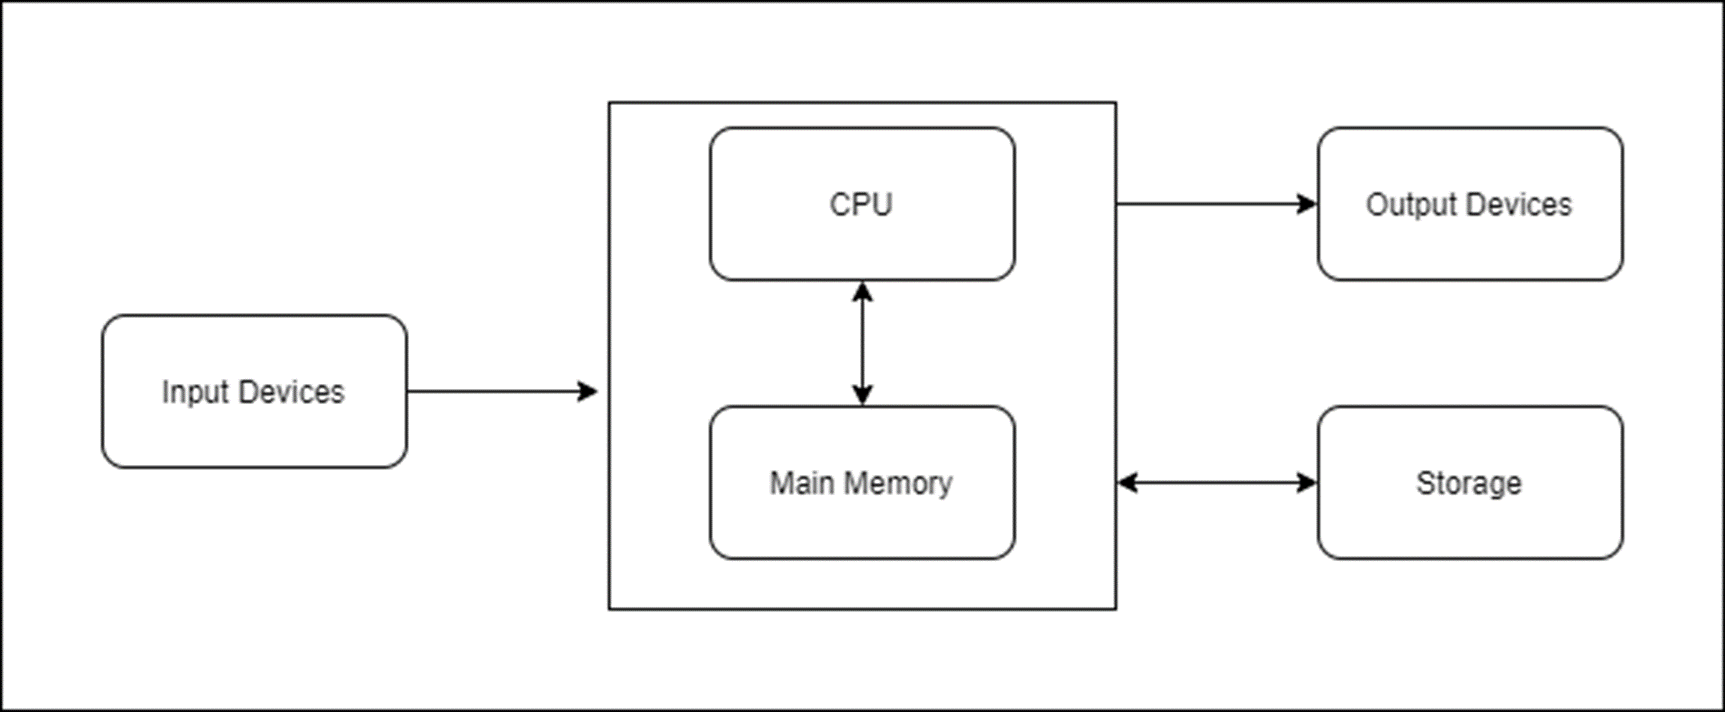 CPU
Output Devices
Input Devices
Main Memory
Storage